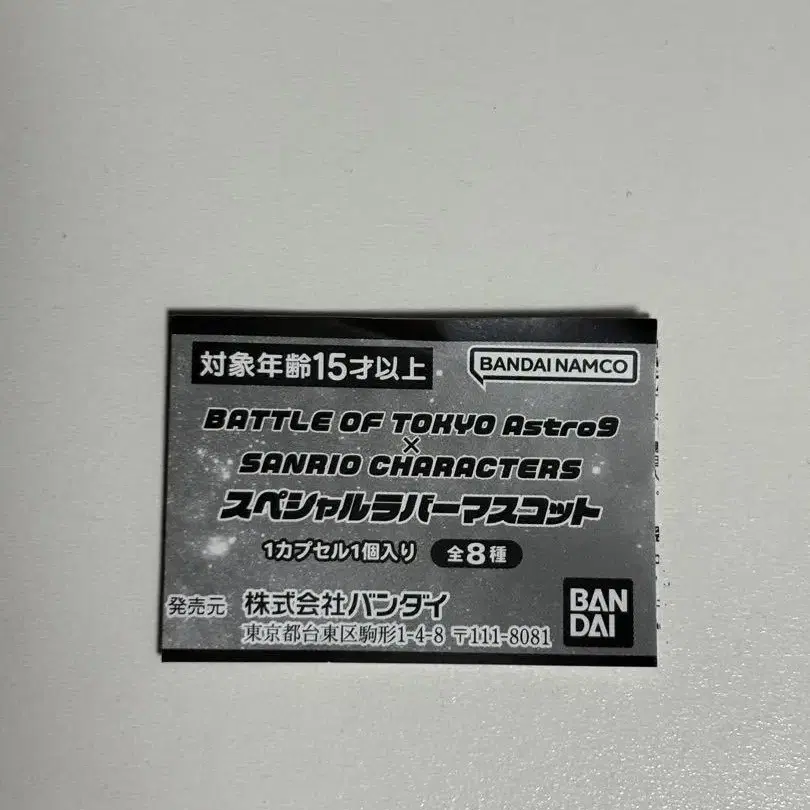 対象年齢15才以上
BANDAI NAMCO
BATTLE OF TOKYO Astro9
×
SANRIO CHARACTERS
スペシャルラバーマスコット
1カプセル1個入り 全8種
発売元 株式会社バンダイ
東京都台東区駒形1-4-8 〒111-8081
BAN
DAI